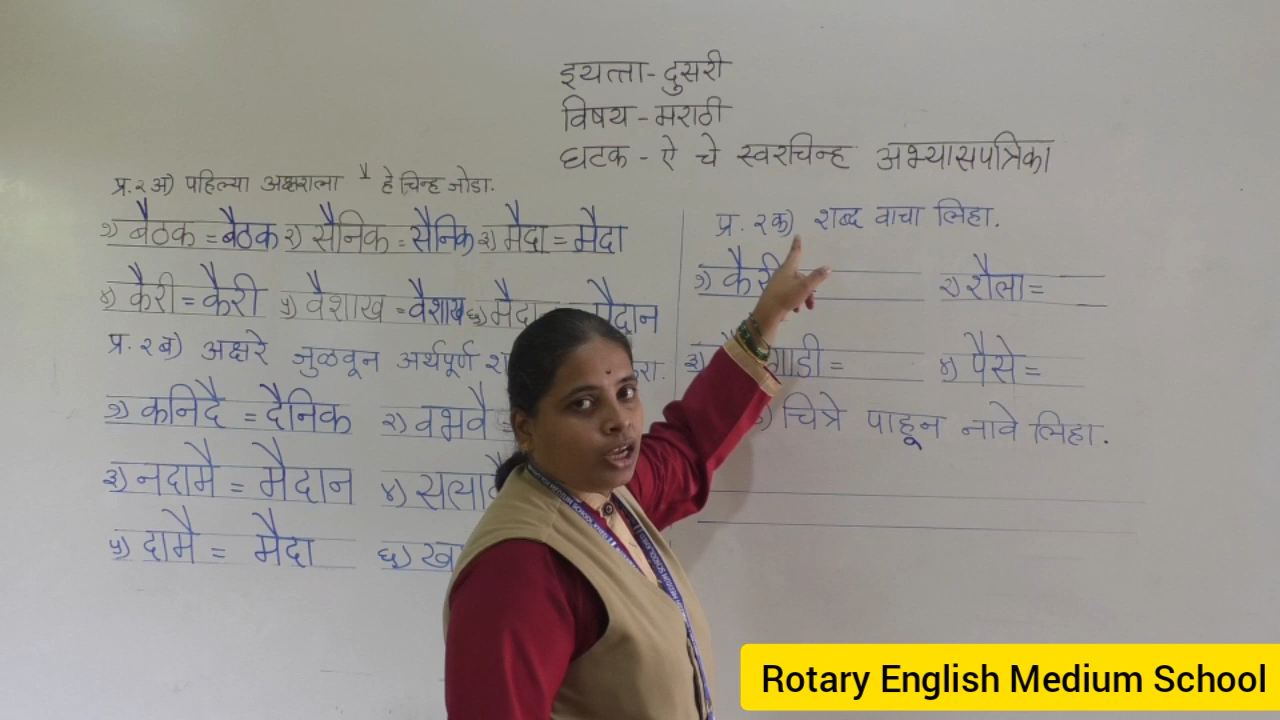 इयत्ता - दुसरी
विषय - मराठी
घटक - ऐ चे स्वरचिन्ह अभ्यासपत्रिका
प्र. २ अ) पहिल्या अक्षराला ै हे चिन्ह जोडा.
१) बैठक = बैठक २) सैनिक = सैनिक ३) मैदा = मैदा
४) कैरी = कैरी ५) वैशाख = वैशाख ६) मैदा मैदान
प्र. २ ब) अक्षरे जुळवून अर्थपूर्ण
१) कनिदै = दैनिक २) वभवै =
३) नदामै = मैदान ४)
५) दामै = मैदा ६) ख
प्र. २ क) शब्द वाचा लिहा.
१) कैरी २) शैला =
३) गाडी = ४) पैसे =
चित्रे पाहून नावे लिहा.
Rotary English Medium School